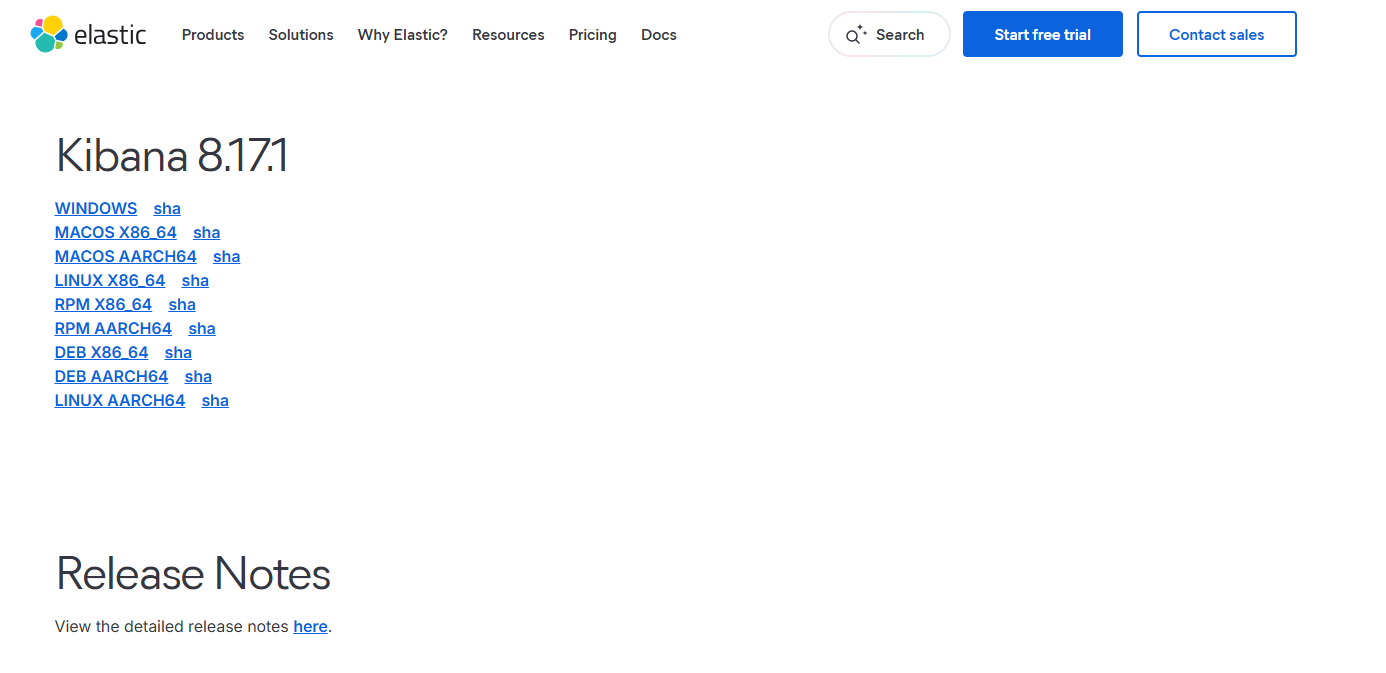 elastic Products Solutions Why Elastic? Resources Pricing Docs Search Start free trial Contact sales
Kibana 8.17.1
WINDOWS sha
MACOS X86_64 sha
MACOS AARCH64 sha
LINUX X86_64 sha
RPM X86_64 sha
RPM AARCH64 sha
DEB X86_64 sha
DEB AARCH64 sha
LINUX AARCH64 sha
Release Notes
View the detailed release notes here.